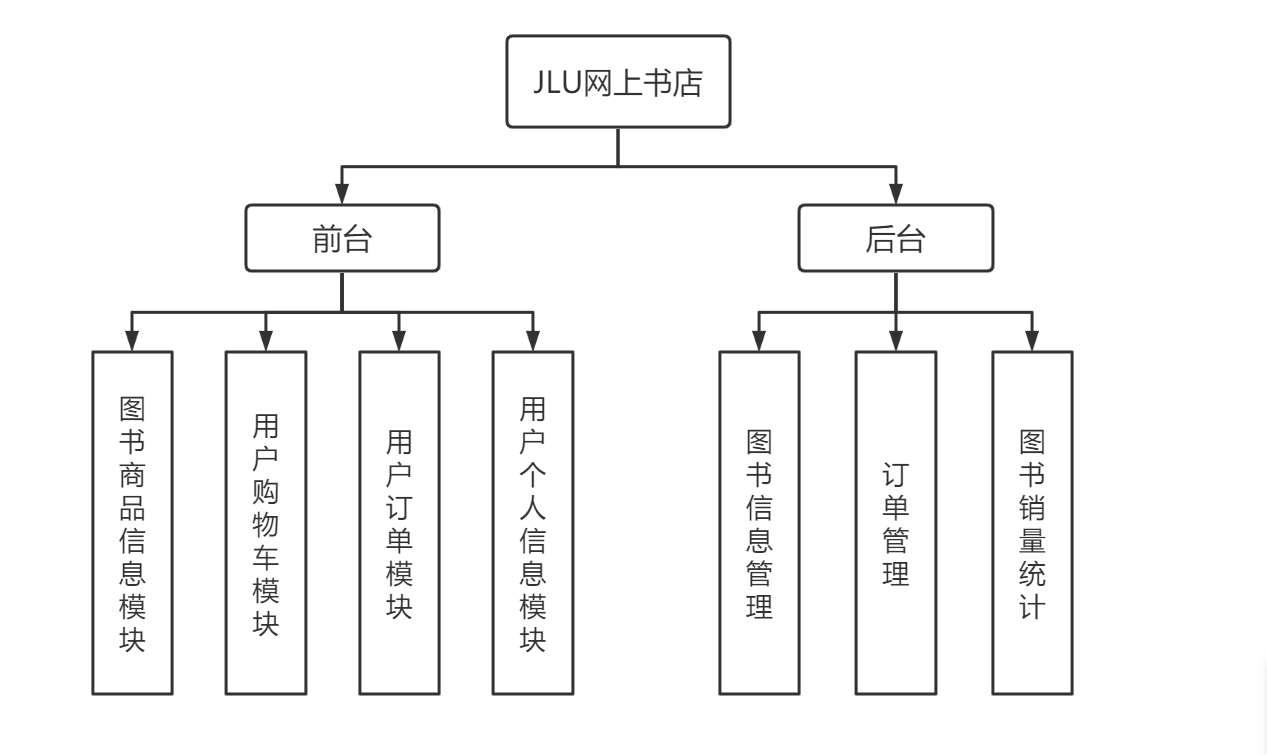 JLU网上书店
前台
后台
图书商品信息模块
用户购物车模块
用户订单模块
用户个人信息模块
图书信息管理
订单管理
图书销量统计